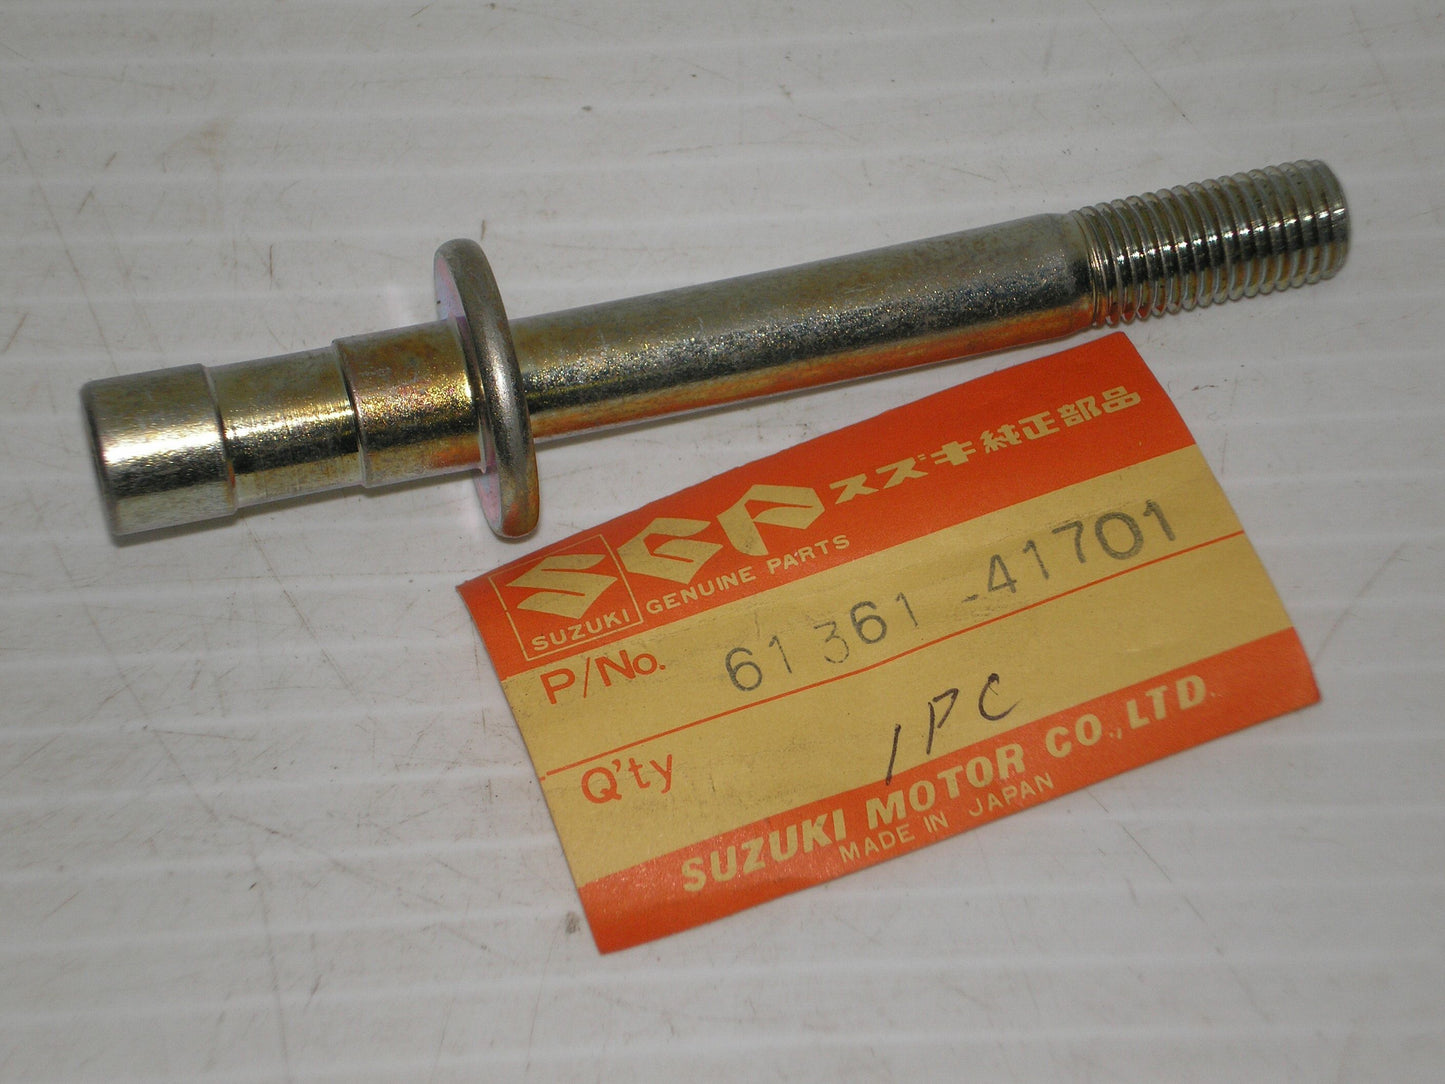 SGP スズキ純正部品
SUZUKI GENUINE PARTS
P/No. 61361-41701
Q'ty 1PC
SUZUKI MOTOR CO.,LTD.
MADE IN JAPAN